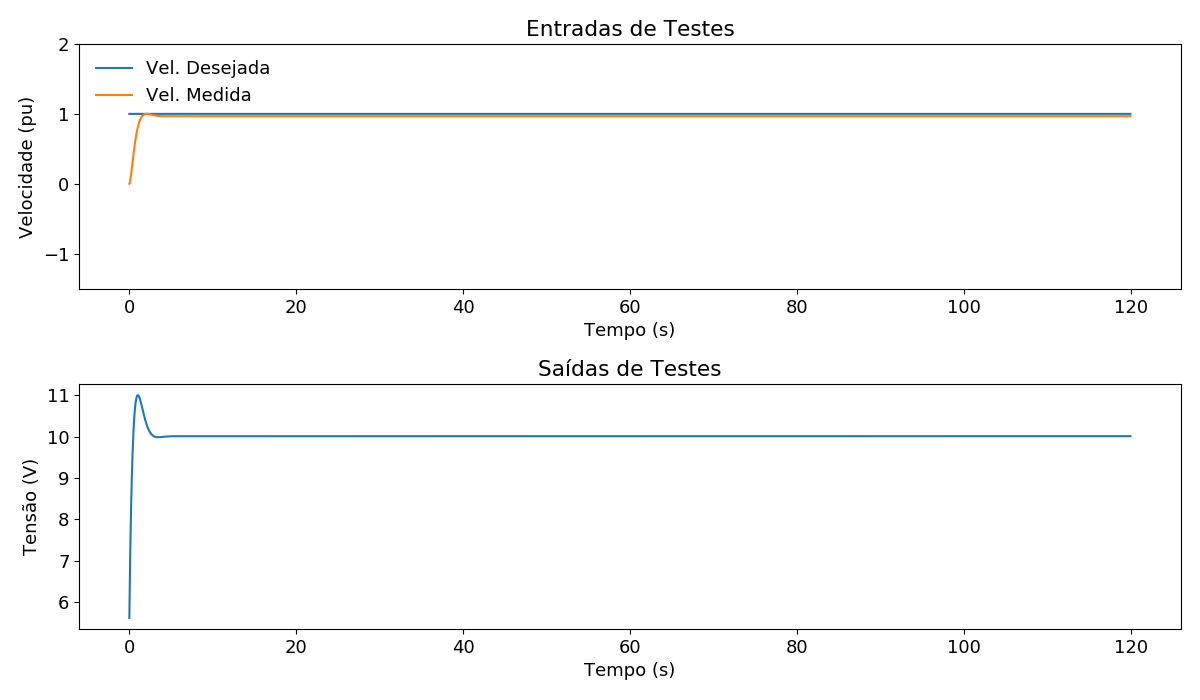 Entradas de Testes
2
1
0
−1
Velocidade (pu)
Vel. Desejada
Vel. Medida
0 20 40 60 80 100 120
Tempo (s)
Saídas de Testes
11
10
9
8
7
6
Tensão (V)
0 20 40 60 80 100 120
Tempo (s)